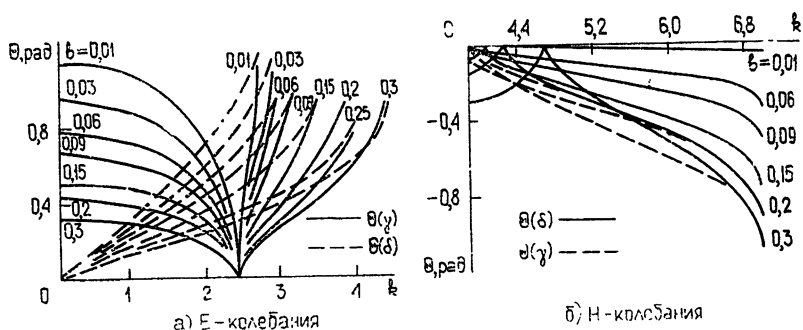 Θ, рад
в=0,01
0,03
0,06
0,09
0,15
0,2
0,3
0,8
0,4
0
1
2
3
4
k
0,01
0,03
0,06
0,09
0,15
0,2
0,25
0,3
Θ(γ)
Θ(δ)
а) Е-колебания
0
4,4
5,2
6,0
6,8
k
в=0,01
0,06
0,09
0,15
0,2
0,3
-0,4
-0,8
Θ, рад
Θ(δ)
Θ(γ)
б) Н-колебания